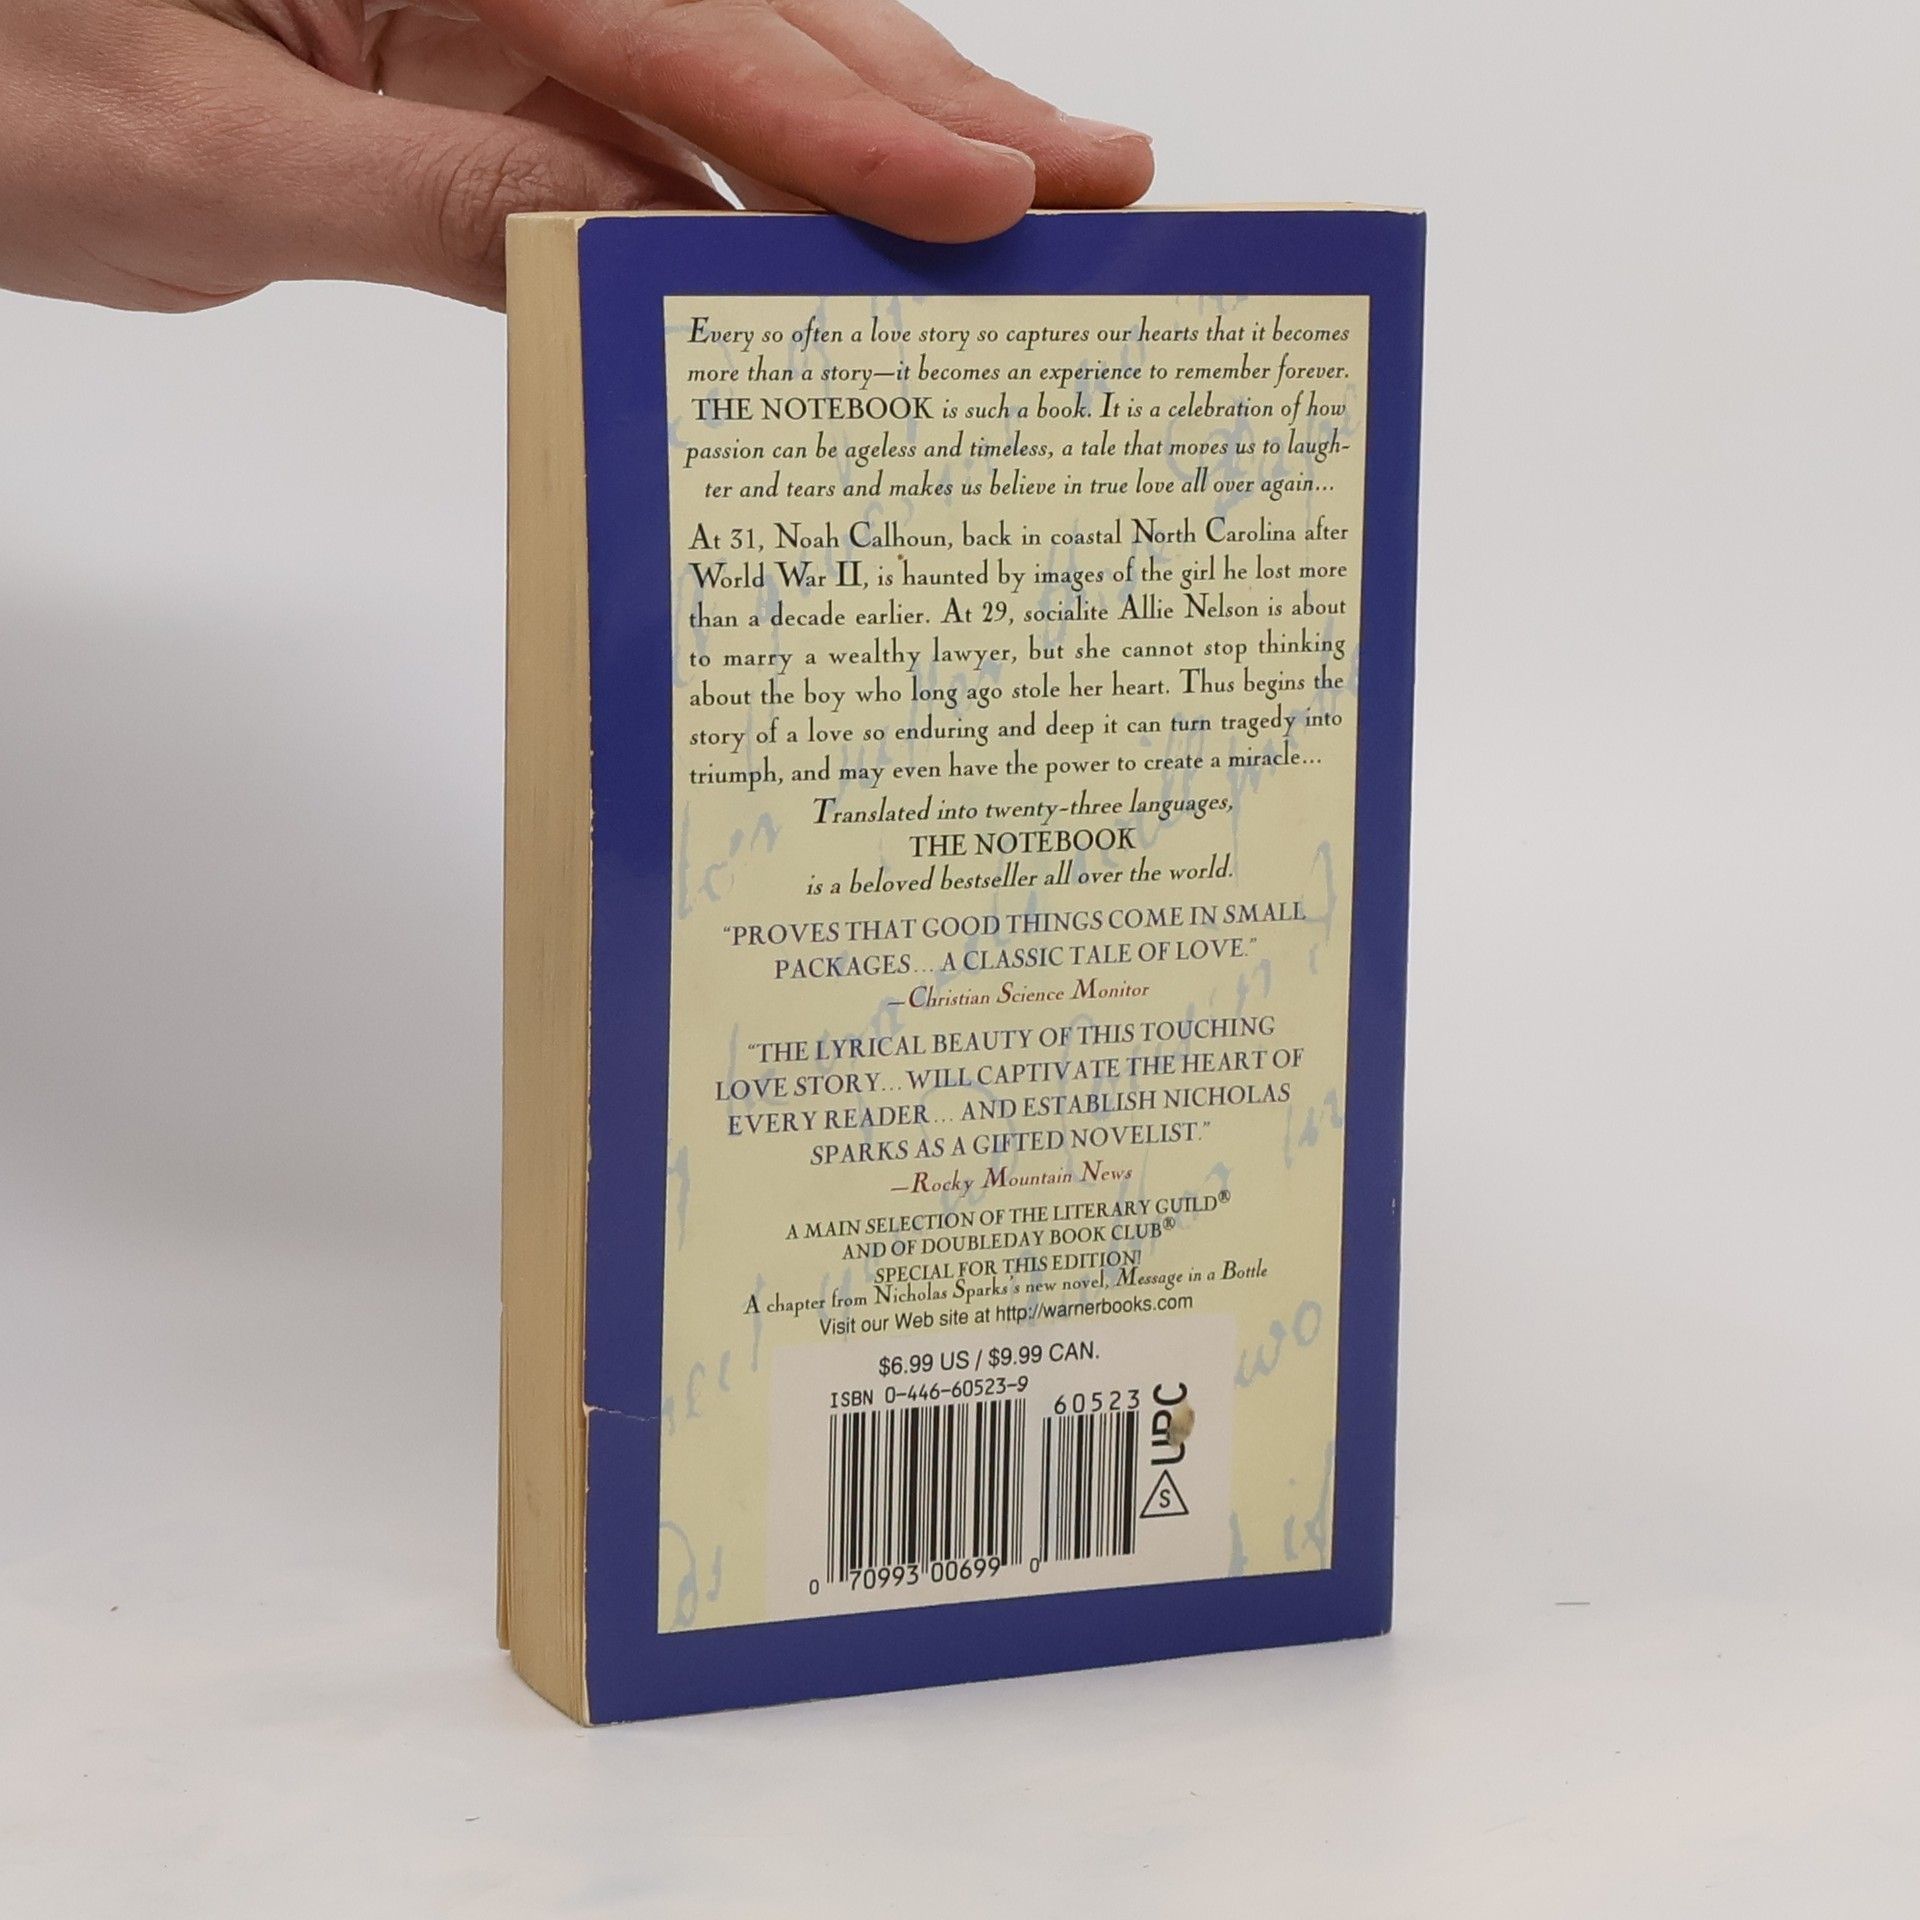 Every so often a love story so captures our hearts that it becomes
more than a story—it becomes an experience to remember forever.
THE NOTEBOOK is such a book. It is a celebration of how
passion can be ageless and timeless, a tale that moves us to laugh-
ter and tears and makes us believe in true love all over again...
At 31, Noah Calhoun, back in coastal North Carolina after
World War II, is haunted by images of the girl he lost more
than a decade earlier. At 29, socialite Allie Nelson is about
to marry a wealthy lawyer, but she cannot stop thinking
about the boy who long ago stole her heart. Thus begins the
story of a love so enduring and deep it can turn tragedy into
triumph, and may even have the power to create a miracle...
Translated into twenty-three languages,
THE NOTEBOOK
is a beloved bestseller all over the world.
"PROVES THAT GOOD THINGS COME IN SMALL
PACKAGES... A CLASSIC TALE OF LOVE."
—Christian Science Monitor
"THE LYRICAL BEAUTY OF THIS TOUCHING
LOVE STORY... WILL CAPTIVATE THE HEART OF
EVERY READER... AND ESTABLISH NICHOLAS
SPARKS AS A GIFTED NOVELIST."
—Rocky Mountain News
A MAIN SELECTION OF THE LITERARY GUILD®
AND OF DOUBLEDAY BOOK CLUB®
SPECIAL FOR THIS EDITION!
A chapter from Nicholas Sparks's new novel, Message in a Bottle
Visit our Web site at http://warnerbooks.com
$6.99 US / $9.99 CAN.
ISBN 0-446-60523-9
60523
UPC
S
0 70993 00699 0